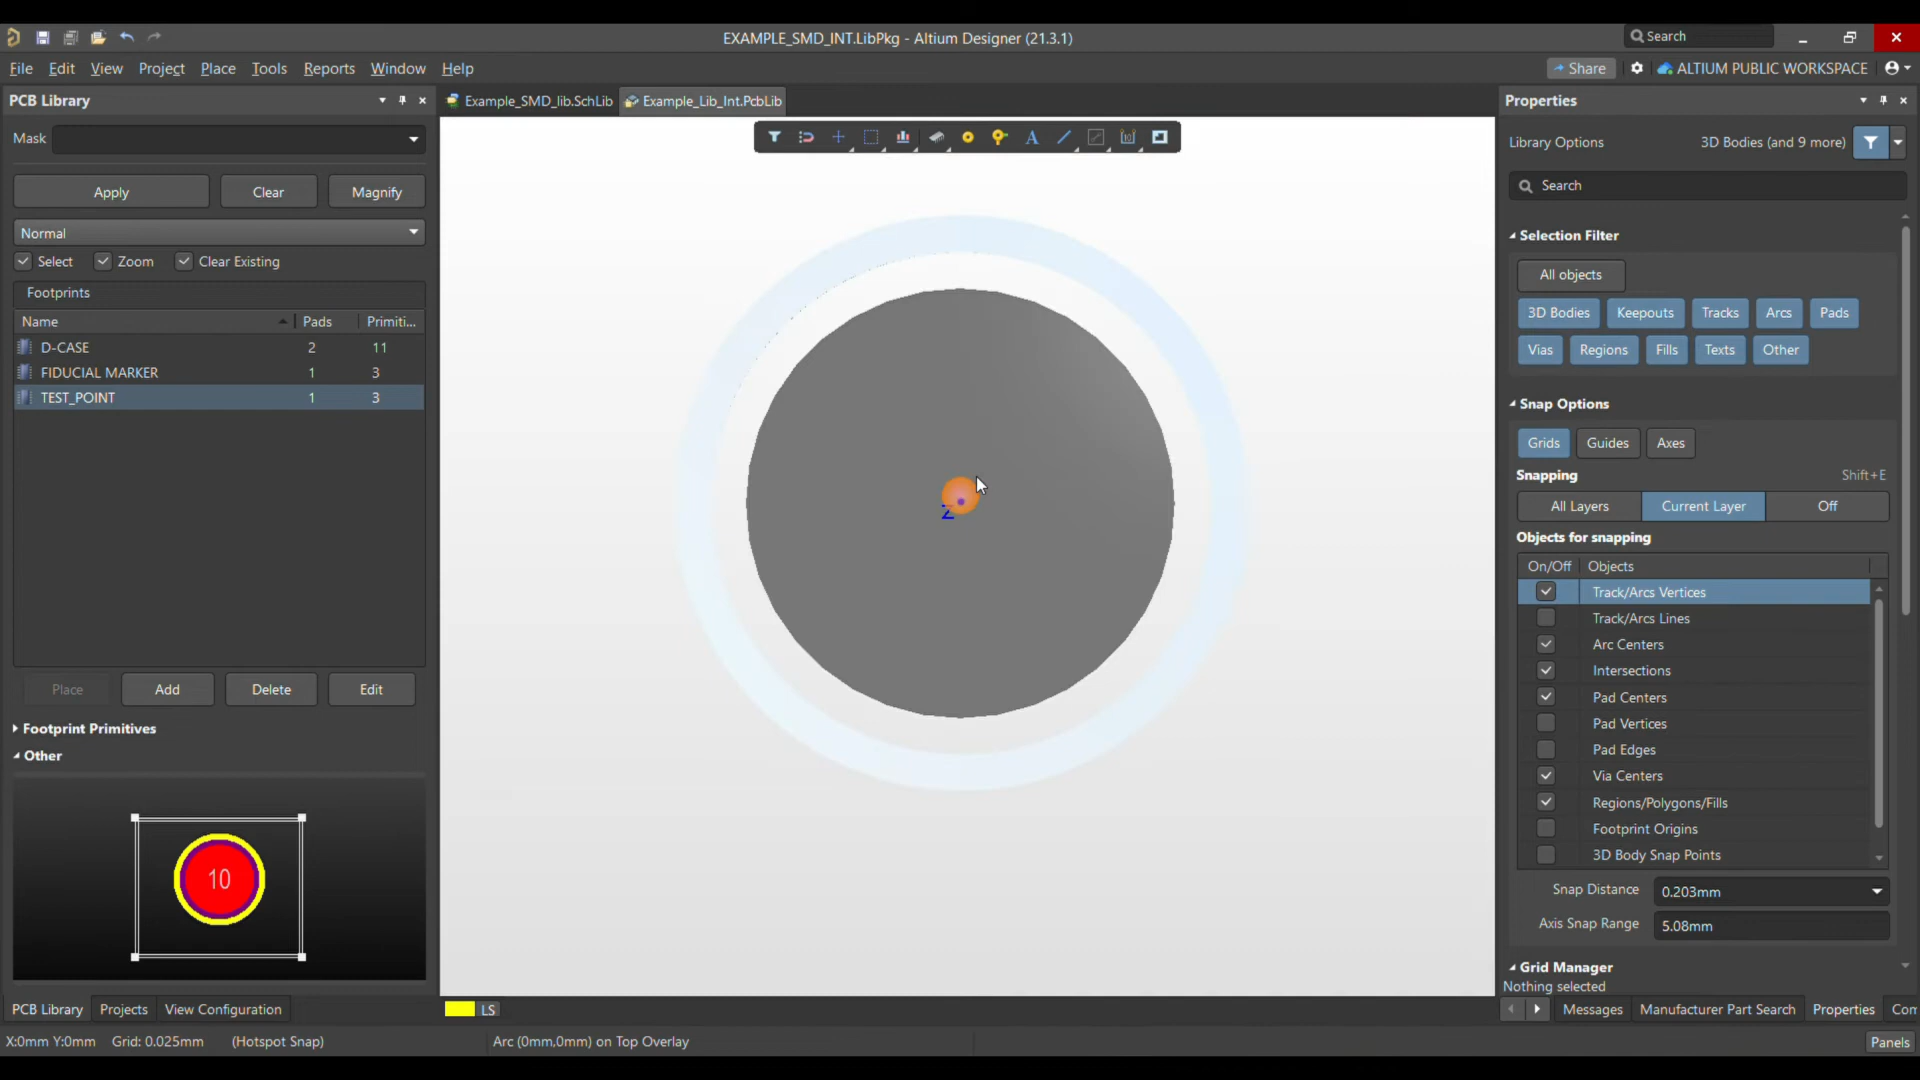 EXAMPLE_SMD_INT.LibPkg - Altium Designer (21.3.1)
Search
File Edit View Project Place Tools Reports Window Help
Share
ALTIUM PUBLIC WORKSPACE
PCB Library
Example_SMD_lib.SchLib
Example_Lib_Int.PcbLib
Properties
Mask
Library Options
3D Bodies (and 9 more)
Apply Clear Magnify
Search
Normal
Select Zoom Clear Existing
Selection Filter
All objects
Footprints
Name Pads Primiti...
3D Bodies Keepouts Tracks Arcs Pads
D-CASE 2 11
Vias Regions Fills Texts Other
FIDUCIAL MARKER 1 3
TEST_POINT 1 3
Snap Options
Grids Guides Axes
Snapping Shift+E
All Layers Current Layer Off
Z
Objects for snapping
On/Off Objects
Track/Arcs Vertices
Track/Arcs Lines
Arc Centers
Intersections
Pad Centers
Pad Vertices
Pad Edges
Via Centers
Regions/Polygons/Fills
Footprint Origins
3D Body Snap Points
Place Add Delete Edit
Footprint Primitives
Other
10
Snap Distance 0.203mm
Axis Snap Range 5.08mm
Grid Manager
Nothing selected
PCB Library Projects View Configuration
LS
Messages Manufacturer Part Search Properties Com
X:0mm Y:0mm Grid: 0.025mm (Hotspot Snap)
Arc (0mm,0mm) on Top Overlay
Panels